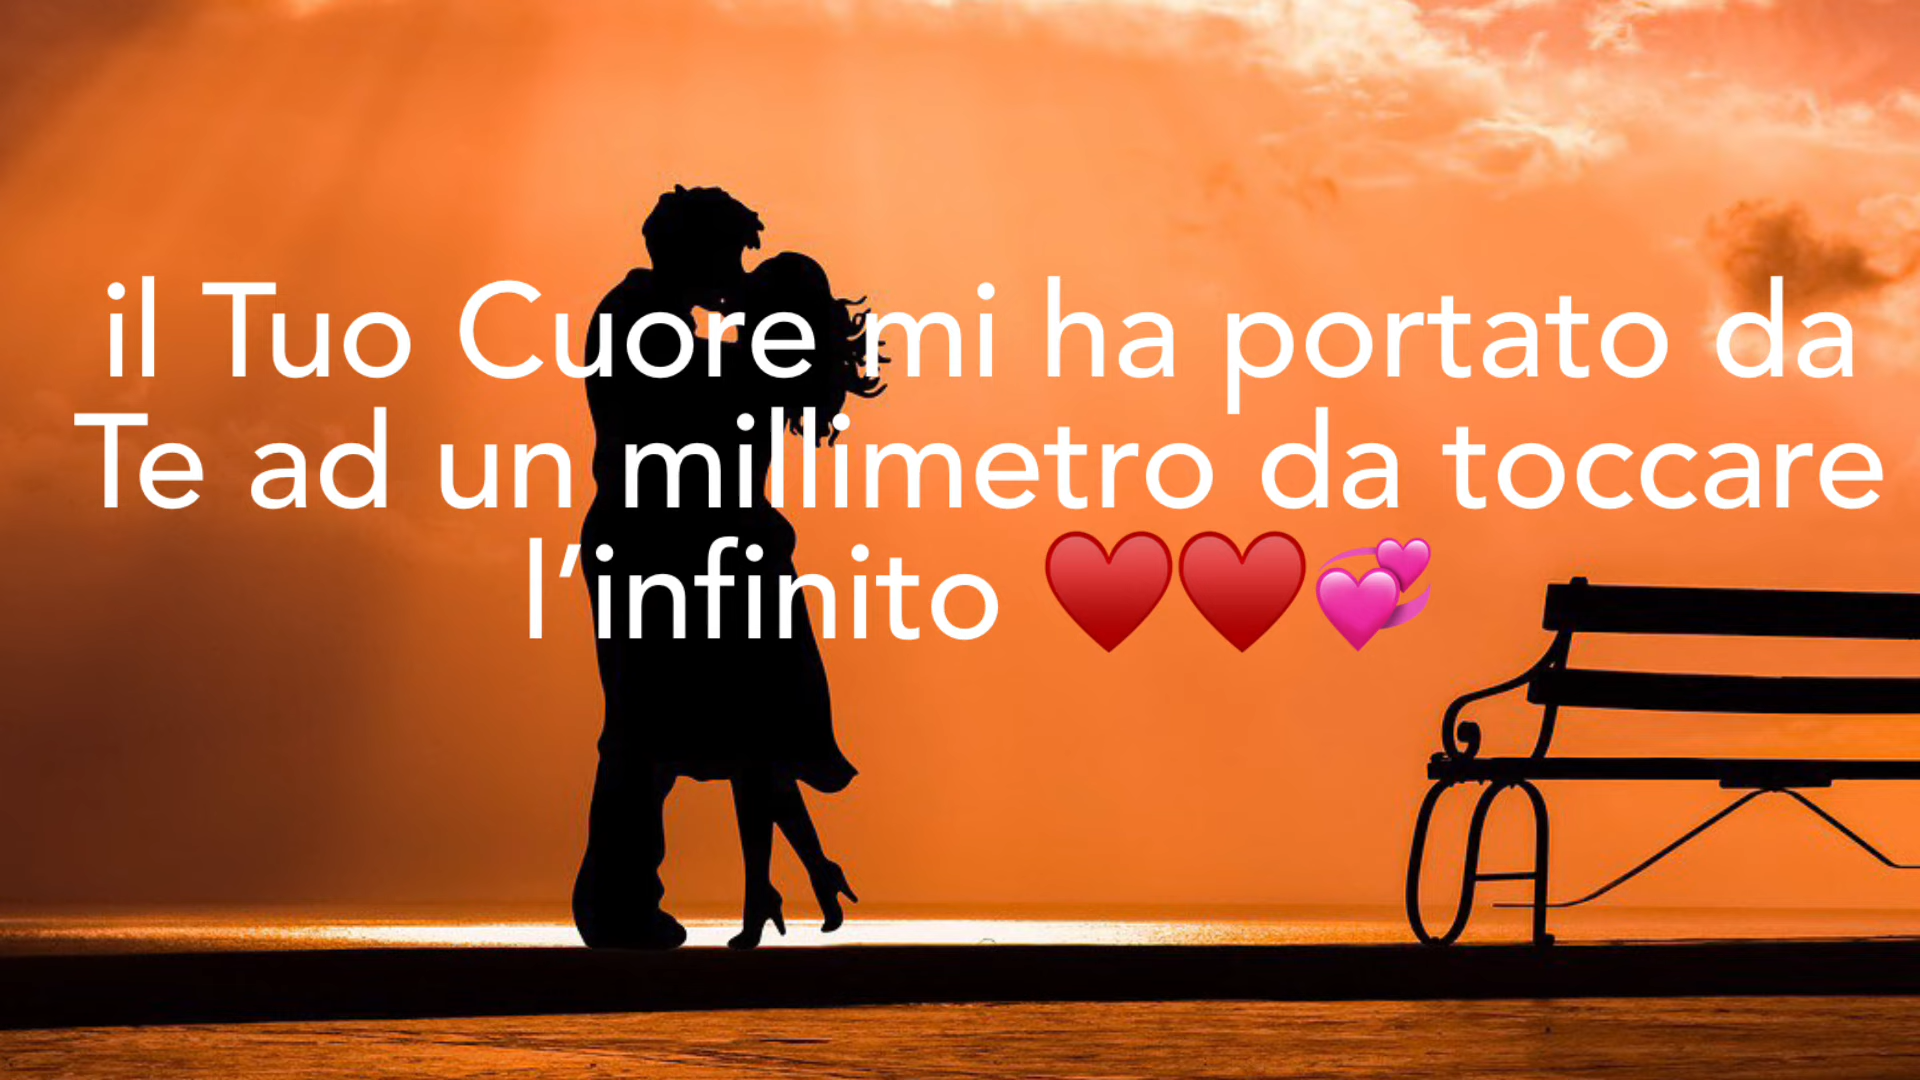 il Tuo Cuore mi ha portato da
Te ad un millimetro da toccare
l’infinito ♥️♥️💞